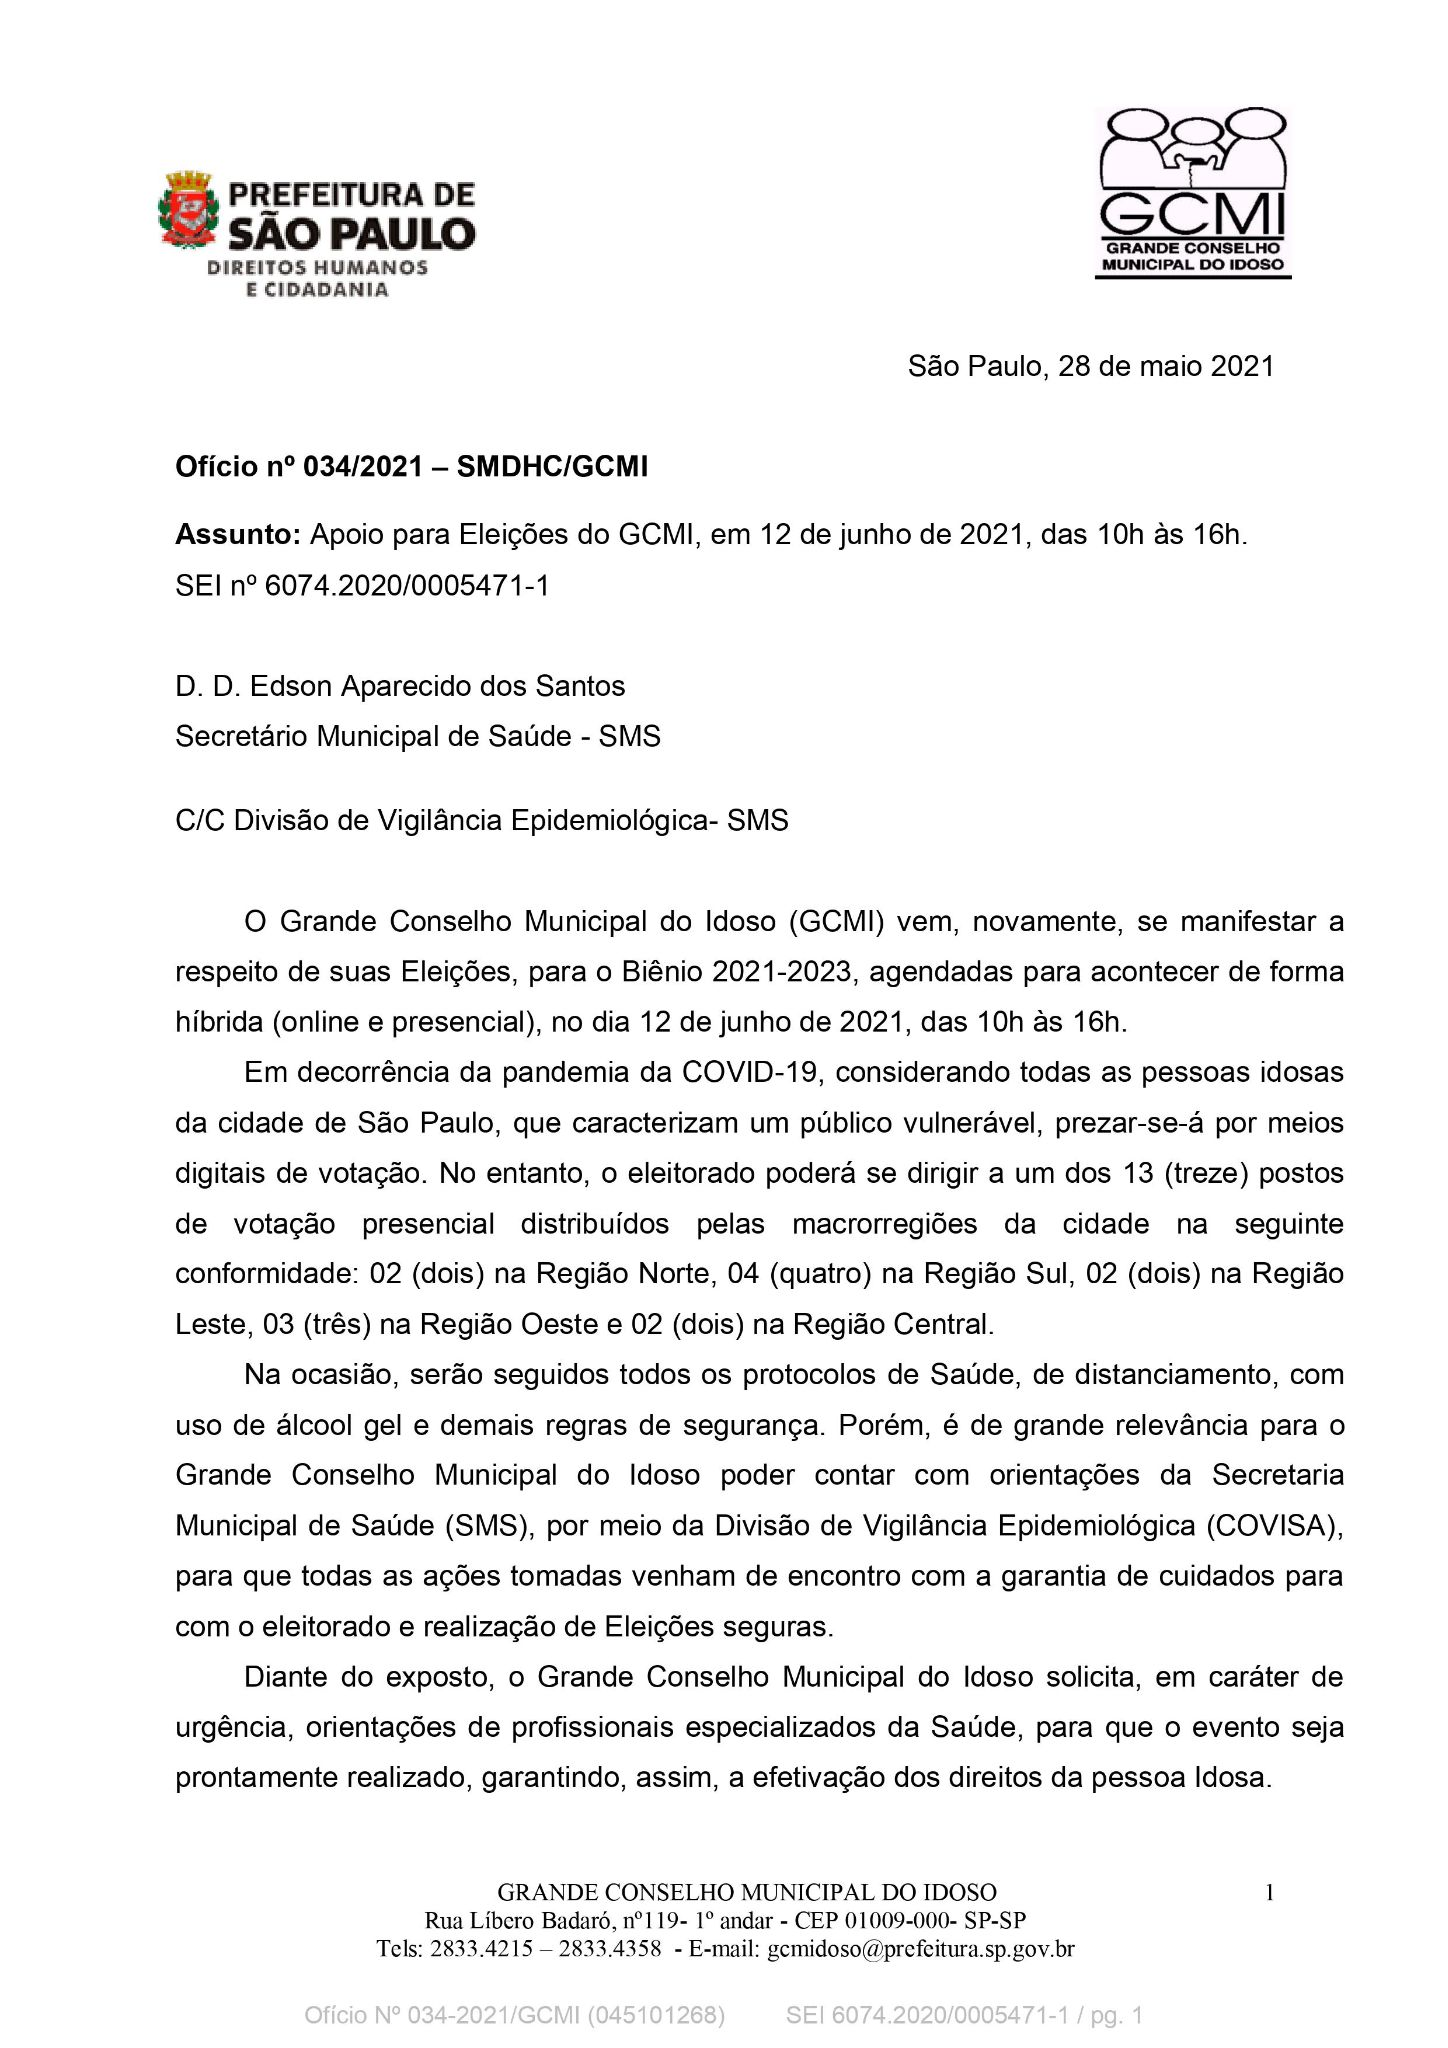 PREFEITURA DE
SÃO PAULO
DIREITOS HUMANOS
E CIDADANIA
GCMI
GRANDE CONSELHO
MUNICIPAL DO IDOSO
São Paulo, 28 de maio 2021
Ofício nº 034/2021 – SMDHC/GCMI
Assunto: Apoio para Eleições do GCMI, em 12 de junho de 2021, das 10h às 16h.
SEI nº 6074.2020/0005471-1
D. D. Edson Aparecido dos Santos
Secretário Municipal de Saúde - SMS
C/C Divisão de Vigilância Epidemiológica- SMS
O Grande Conselho Municipal do Idoso (GCMI) vem, novamente, se manifestar a
respeito de suas Eleições, para o Biênio 2021-2023, agendadas para acontecer de forma
híbrida (online e presencial), no dia 12 de junho de 2021, das 10h às 16h.
Em decorrência da pandemia da COVID-19, considerando todas as pessoas idosas
da cidade de São Paulo, que caracterizam um público vulnerável, prezar-se-á por meios
digitais de votação. No entanto, o eleitorado poderá se dirigir a um dos 13 (treze) postos
de votação presencial distribuídos pelas macrorregiões da cidade na seguinte
conformidade: 02 (dois) na Região Norte, 04 (quatro) na Região Sul, 02 (dois) na Região
Leste, 03 (três) na Região Oeste e 02 (dois) na Região Central.
Na ocasião, serão seguidos todos os protocolos de Saúde, de distanciamento, com
uso de álcool gel e demais regras de segurança. Porém, é de grande relevância para o
Grande Conselho Municipal do Idoso poder contar com orientações da Secretaria
Municipal de Saúde (SMS), por meio da Divisão de Vigilância Epidemiológica (COVISA),
para que todas as ações tomadas venham de encontro com a garantia de cuidados para
com o eleitorado e realização de Eleições seguras.
Diante do exposto, o Grande Conselho Municipal do Idoso solicita, em caráter de
urgência, orientações de profissionais especializados da Saúde, para que o evento seja
prontamente realizado, garantindo, assim, a efetivação dos direitos da pessoa Idosa.
GRANDE CONSELHO MUNICIPAL DO IDOSO 1
Rua Líbero Badaró, nº119- 1º andar - CEP 01009-000- SP-SP
Tels: 2833.4215 – 2833.4358 - E-mail: gcmidoso@prefeitura.sp.gov.br
Ofício Nº 034-2021/GCMI (045101268) SEI 6074.2020/0005471-1 / pg. 1